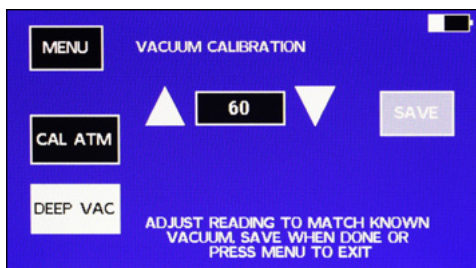 MENU
VACUUM CALIBRATION
60
SAVE
CAL ATM
DEEP VAC
ADJUST READING TO MATCH KNOWN
VACUUM. SAVE WHEN DONE OR
PRESS MENU TO EXIT